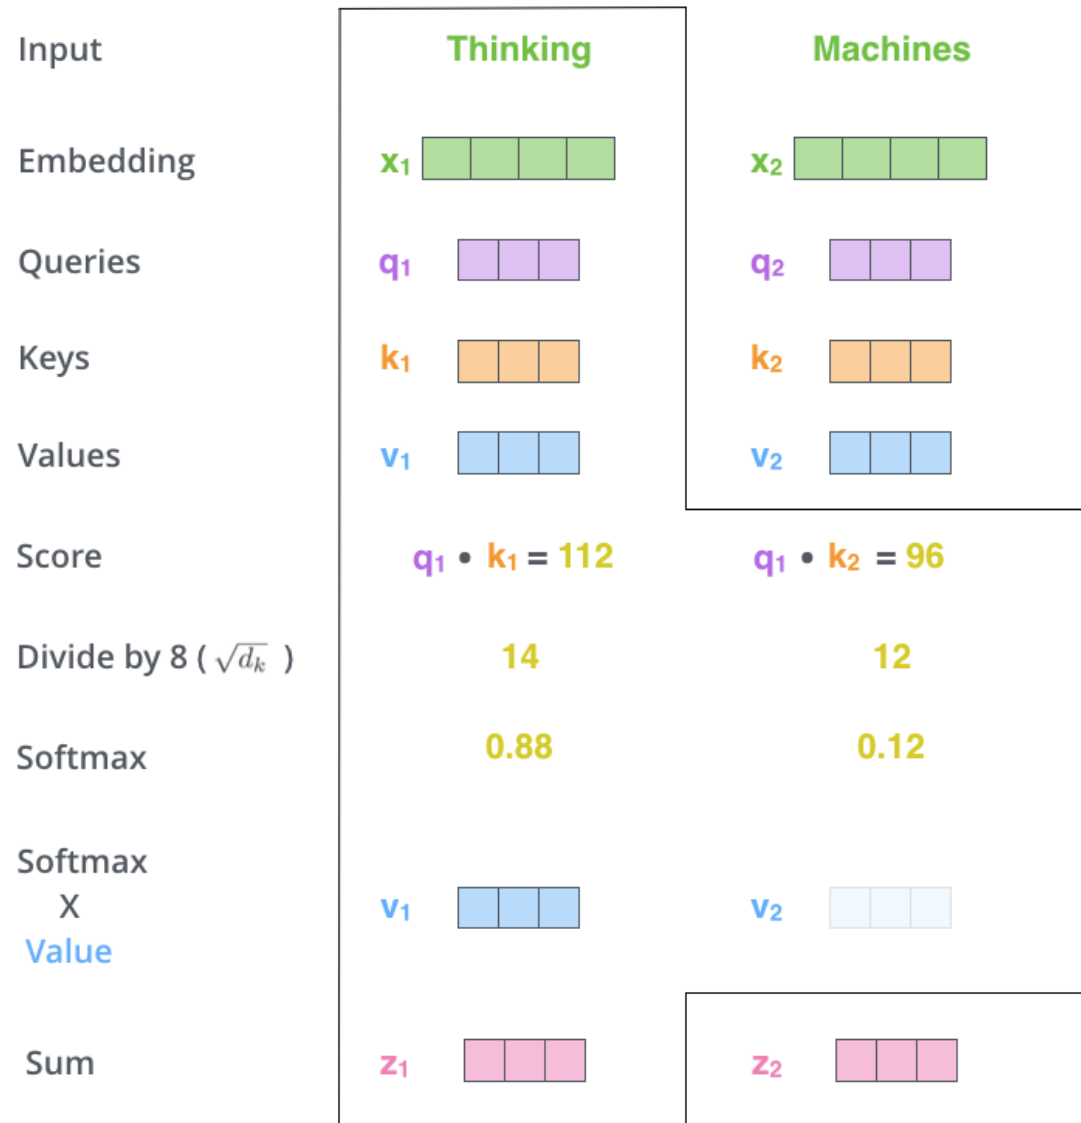 Input Thinking Machines
Embedding x₁ x₂
Queries q₁ q₂
Keys k₁ k₂
Values v₁ v₂
Score q₁ • k₁ = 112 q₁ • k₂ = 96
Divide by 8 ( √dₖ ) 14 12
Softmax 0.88 0.12
Softmax
X v₁ v₂
Value
Sum z₁ z₂